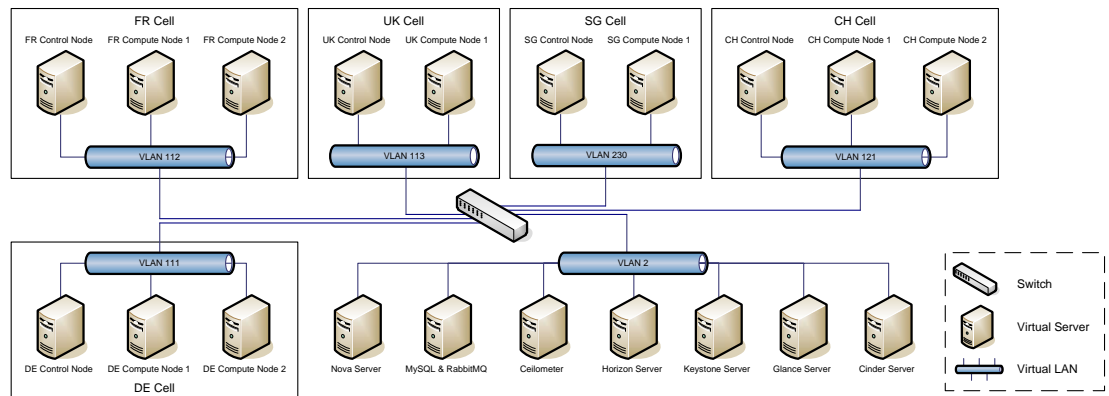 FR Cell
FR Control Node
FR Compute Node 1
FR Compute Node 2
VLAN 112
UK Cell
UK Control Node
UK Compute Node 1
VLAN 113
SG Cell
SG Control Node
SG Compute Node 1
VLAN 230
CH Cell
CH Control Node
CH Compute Node 1
CH Compute Node 2
VLAN 121
VLAN 111
DE Control Node
DE Compute Node 1
DE Compute Node 2
DE Cell
VLAN 2
Nova Server
MySQL & RabbitMQ
Ceilometer
Horizon Server
Keystone Server
Glance Server
Cinder Server
Switch
Virtual Server
Virtual LAN